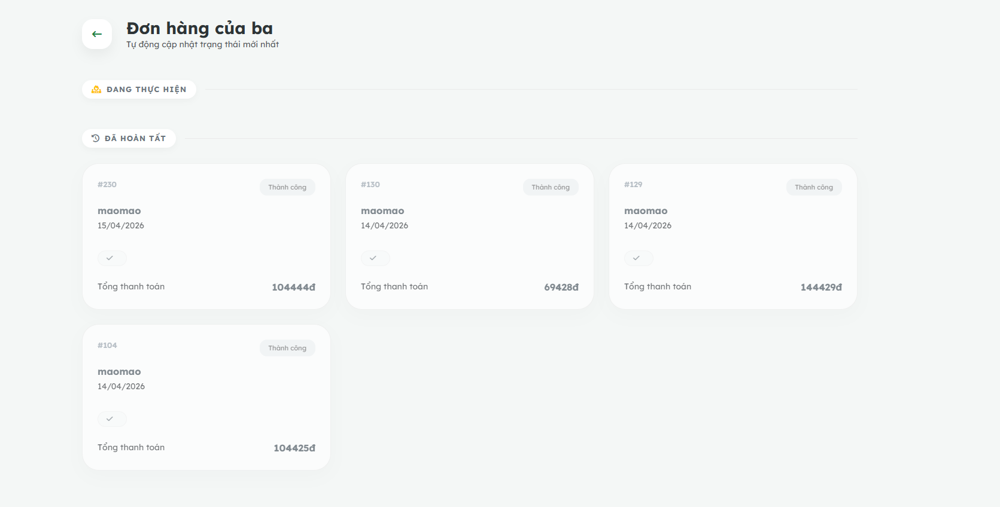 Đơn hàng của ba
Tự động cập nhật trạng thái mới nhất
ĐANG THỰC HIỆN
ĐÃ HOÀN TẤT
#230
Thành công
maomao
15/04/2026
Tổng thanh toán
104444đ
#130
Thành công
maomao
14/04/2026
Tổng thanh toán
69428đ
#129
Thành công
maomao
14/04/2026
Tổng thanh toán
144429đ
#104
Thành công
maomao
14/04/2026
Tổng thanh toán
104425đ